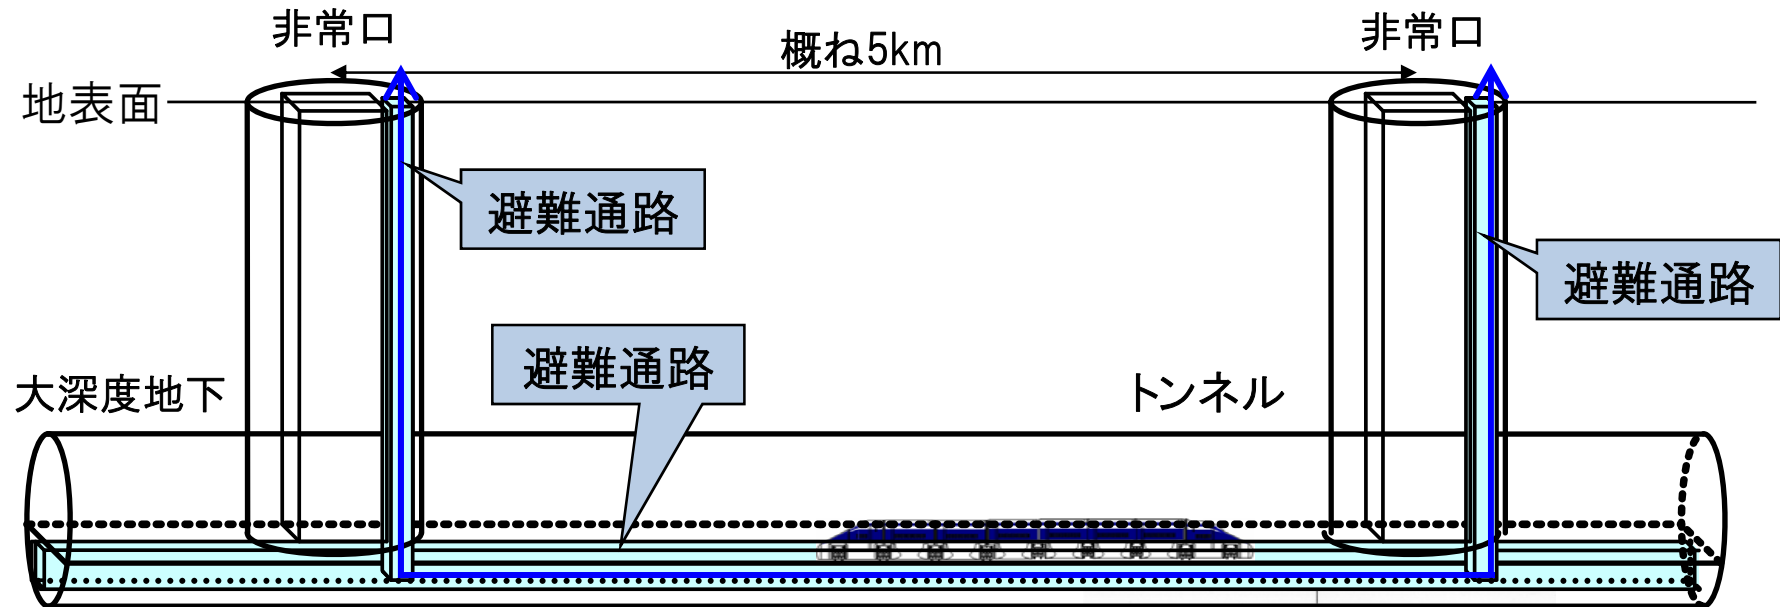 非常口
非常口
概ね5km
地表面
避難通路
避難通路
避難通路
大深度地下
トンネル